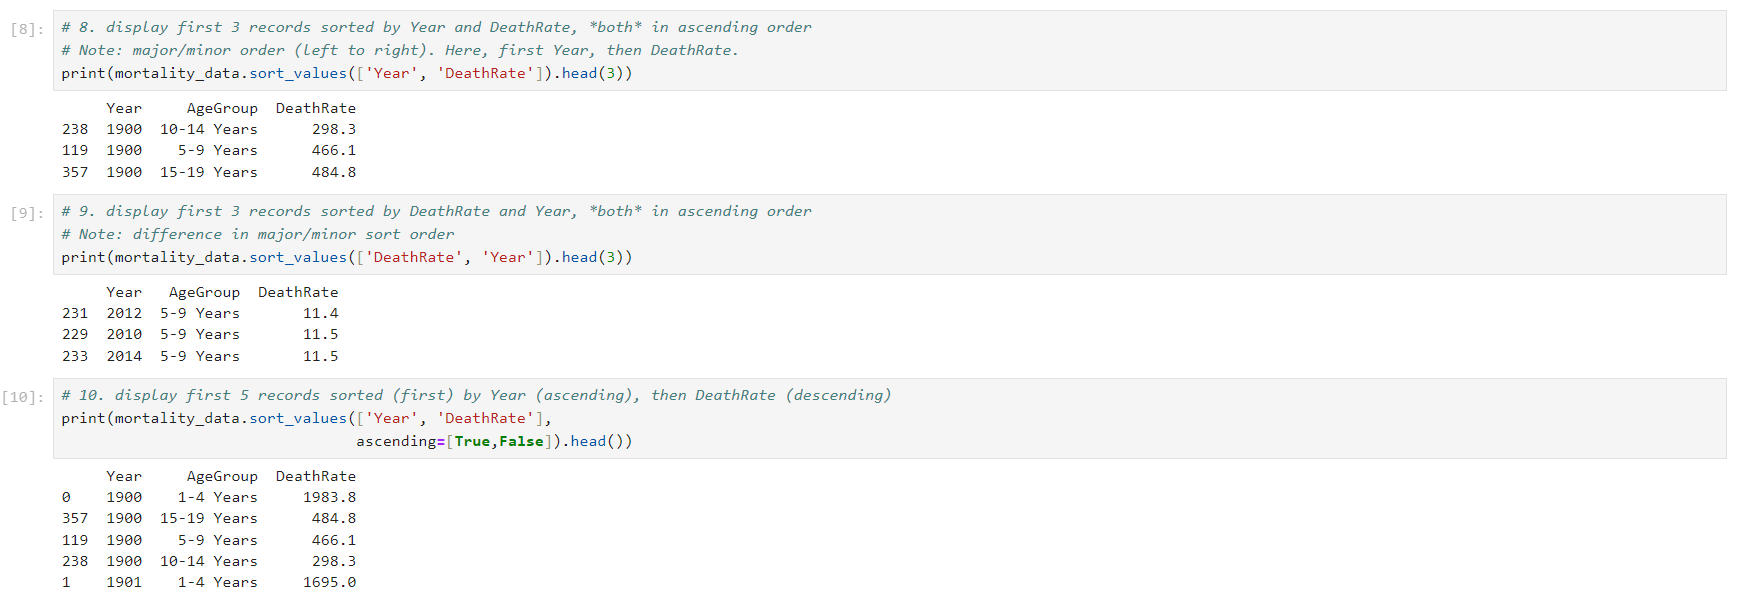 [8]: # 8. display first 3 records sorted by Year and DeathRate, *both* in ascending order
# Note: major/minor order (left to right). Here, first Year, then DeathRate.
print(mortality_data.sort_values(['Year', 'DeathRate']).head(3))
Year AgeGroup DeathRate
238 1900 10-14 Years 298.3
119 1900 5-9 Years 466.1
357 1900 15-19 Years 484.8
[9]: # 9. display first 3 records sorted by DeathRate and Year, *both* in ascending order
# Note: difference in major/minor sort order
print(mortality_data.sort_values(['DeathRate', 'Year']).head(3))
Year AgeGroup DeathRate
231 2012 5-9 Years 11.4
229 2010 5-9 Years 11.5
233 2014 5-9 Years 11.5
[10]: # 10. display first 5 records sorted (first) by Year (ascending), then DeathRate (descending)
print(mortality_data.sort_values(['Year', 'DeathRate'],
ascending=[True,False]).head())
Year AgeGroup DeathRate
0 1900 1-4 Years 1983.8
357 1900 15-19 Years 484.8
119 1900 5-9 Years 466.1
238 1900 10-14 Years 298.3
1 1901 1-4 Years 1695.0